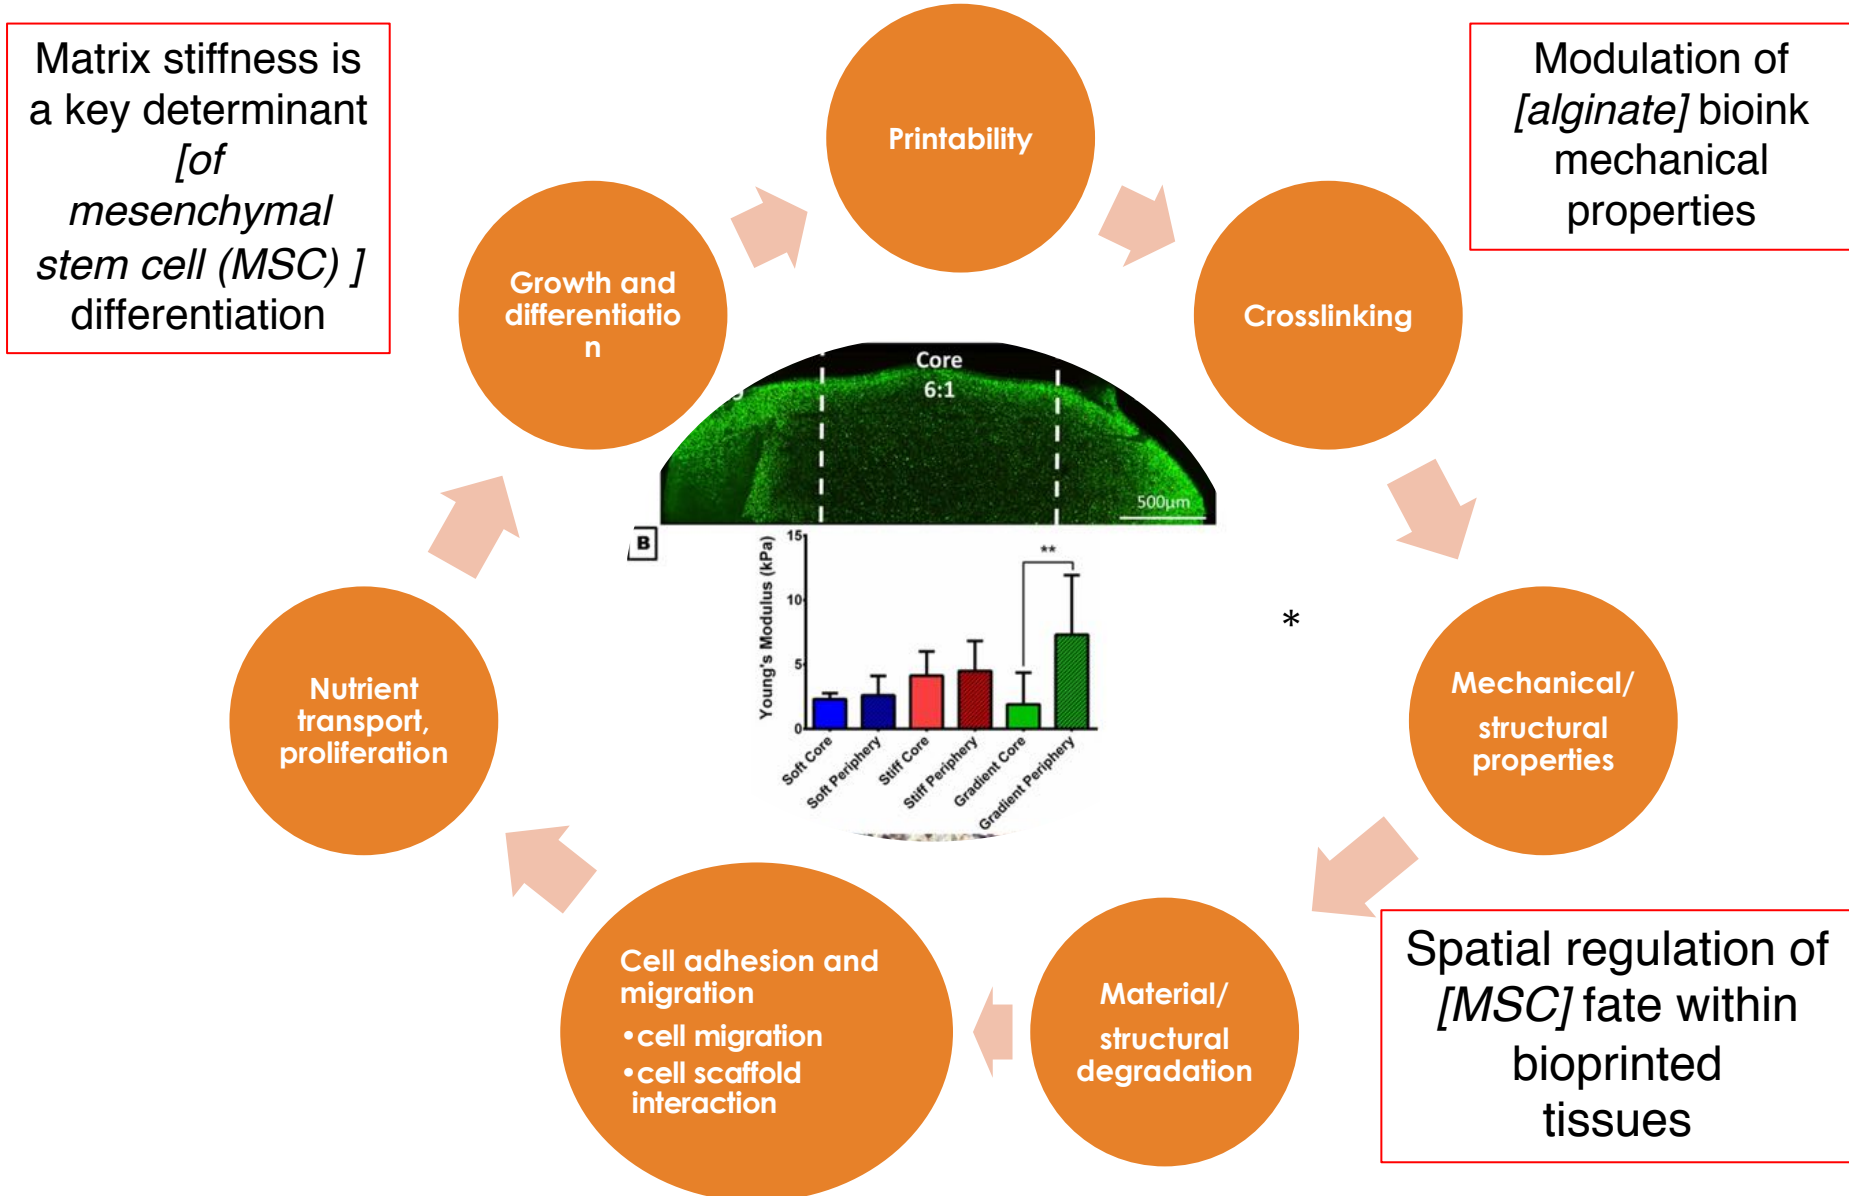 Matrix stiffness is
a key determinant
[of
mesenchymal
stem cell (MSC) ]
differentiation
Printability
Modulation of
[alginate] bioink
mechanical
properties
Growth and
differentiatio
n
Crosslinking
Core
6:1
500µm
B
Young's Modulus (kPa)
15
10
5
0
**
Soft Core
Soft Periphery
Stiff Core
Stiff Periphery
Gradient Core
Gradient Periphery
*
Nutrient
transport,
proliferation
Mechanical/
structural
properties
Cell adhesion and
migration
•cell migration
•cell scaffold
interaction
Material/
structural
degradation
Spatial regulation of
[MSC] fate within
bioprinted
tissues